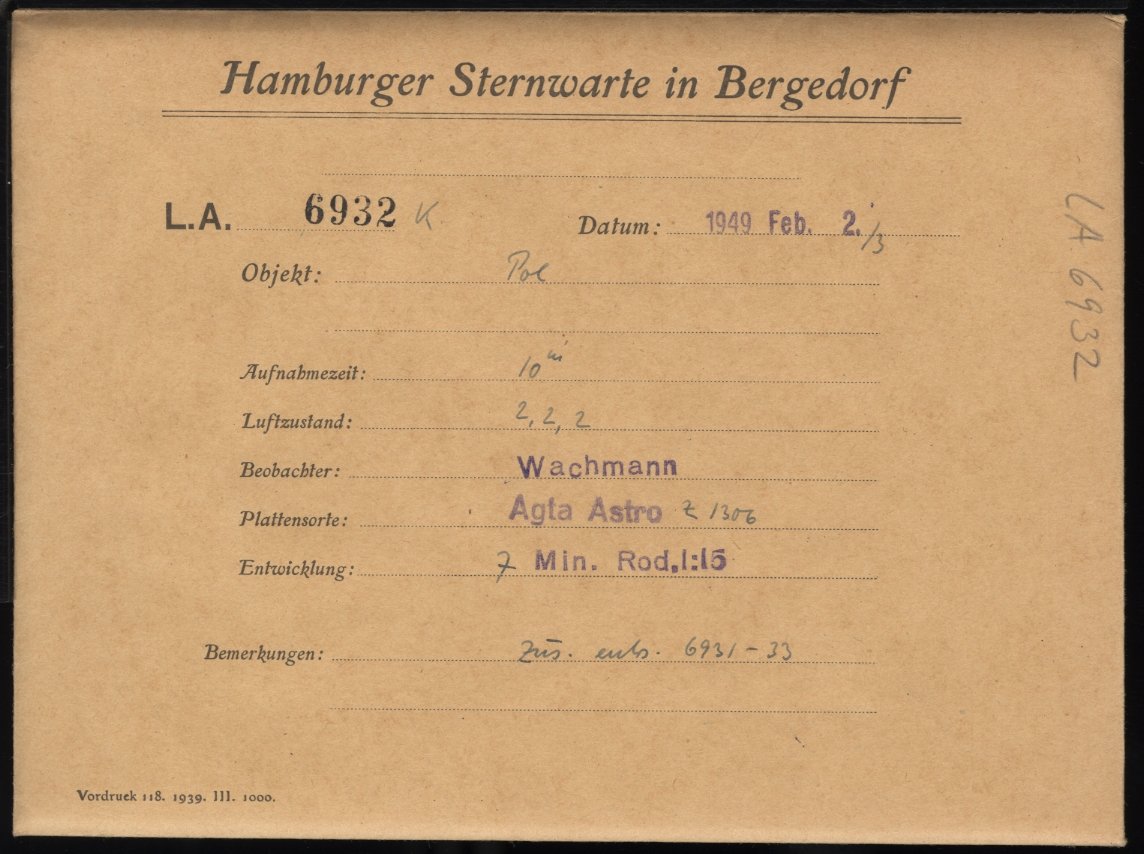 Hamburger Sternwarte in Bergedorf
L.A. 6932 K Datum: 1949 Feb. 2./3
Objekt: Pol
Aufnahmezeit: 10 m
Luftzustand: 2, 2, 2
Beobachter: Wachmann
Plattensorte: Agfa Astro Z 1306
Entwicklung: 7 Min. Rod.1:15
Bemerkungen: Zus. entw. 6931-33
Vordruck 118. 1939. III. 1000.
LA 6932